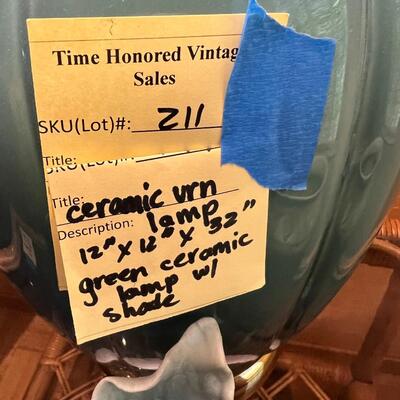 Time Honored Vintag
Sales
SKU(Lot)#: 211
Title:
Title: ceramic urn
lamp
Description:
12" x 12" x 32"
green ceramic
lamp w/
shade